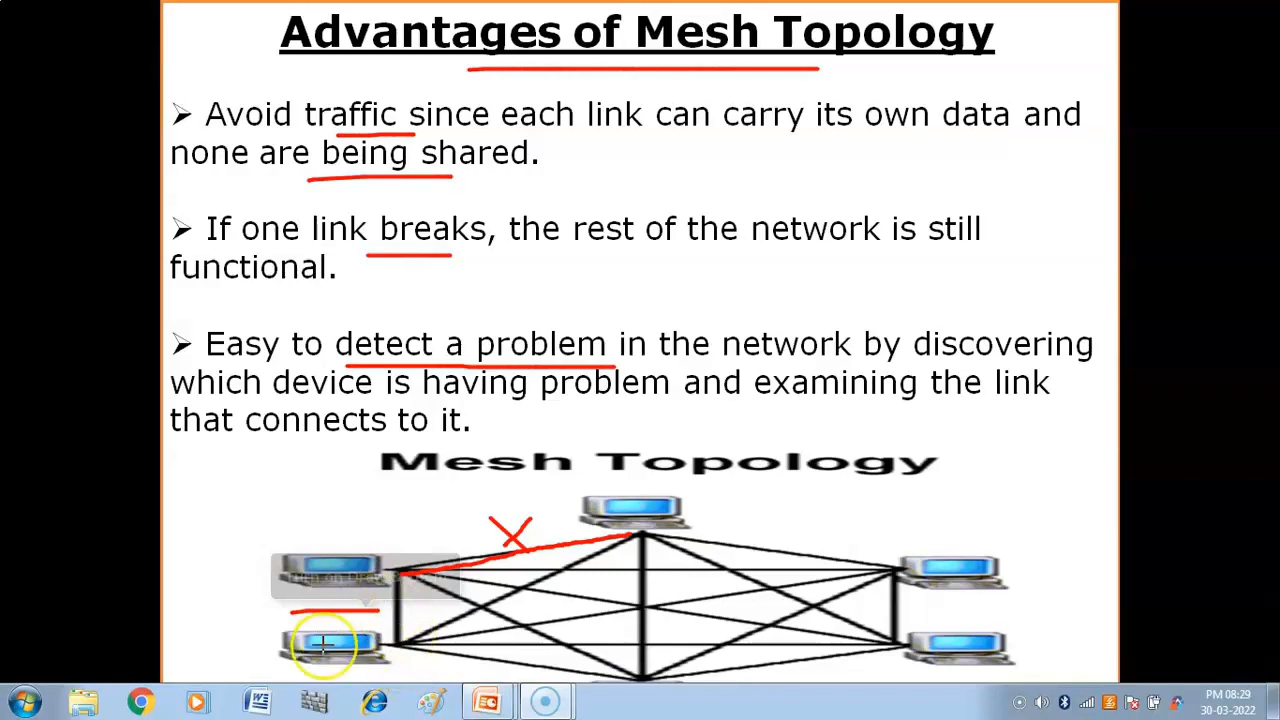 Advantages of Mesh Topology
➢ Avoid traffic since each link can carry its own data and
none are being shared.
➢ If one link breaks, the rest of the network is still
functional.
➢ Easy to detect a problem in the network by discovering
which device is having problem and examining the link
that connects to it.
Mesh Topology
PM 08:29
30-03-2022